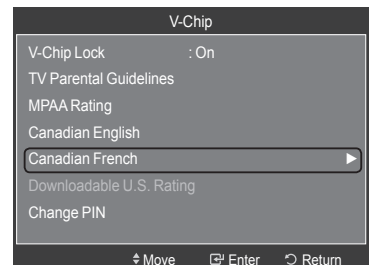 V-Chip
V-Chip Lock : On
TV Parental Guidelines
MPAA Rating
Canadian English
Canadian French
Downloadable U.S. Rating
Change PIN
Move Enter Return